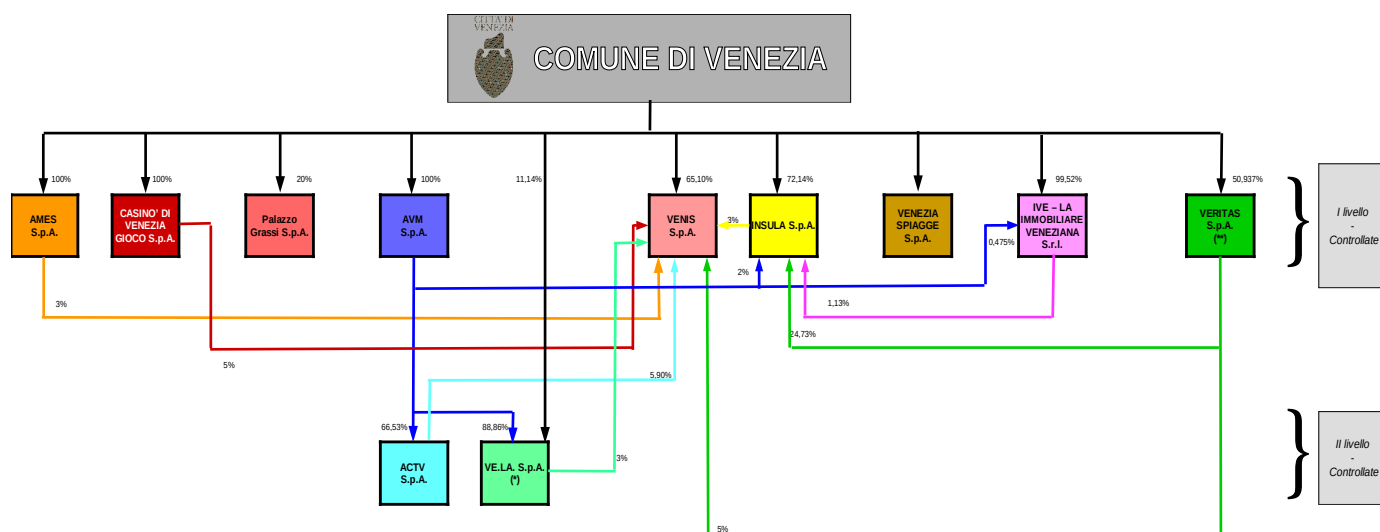 CITTA' DI
VENEZIA
COMUNE DI VENEZIA
100%
100%
20%
100%
11,14%
65,10%
72,14%
99,52%
50,937%
AMES
S.p.A.
CASINO' DI
VENEZIA
GIOCO S.p.A.
Palazzo
Grassi S.p.A.
AVM
S.p.A.
VENIS
S.p.A.
3%
INSULA S.p.A.
VENEZIA
SPIAGGE
S.p.A.
0,475%
IVE – LA
IMMOBILIARE
VENEZIANA
S.r.l.
VERITAS
S.p.A.
(**)
I livello
-
Controllate
2%
3%
1,13%
24,73%
5%
5,90%
66,53%
88,86%
ACTV
S.p.A.
VE.LA. S.p.A.
(*)
3%
II livello
-
Controllate
5%